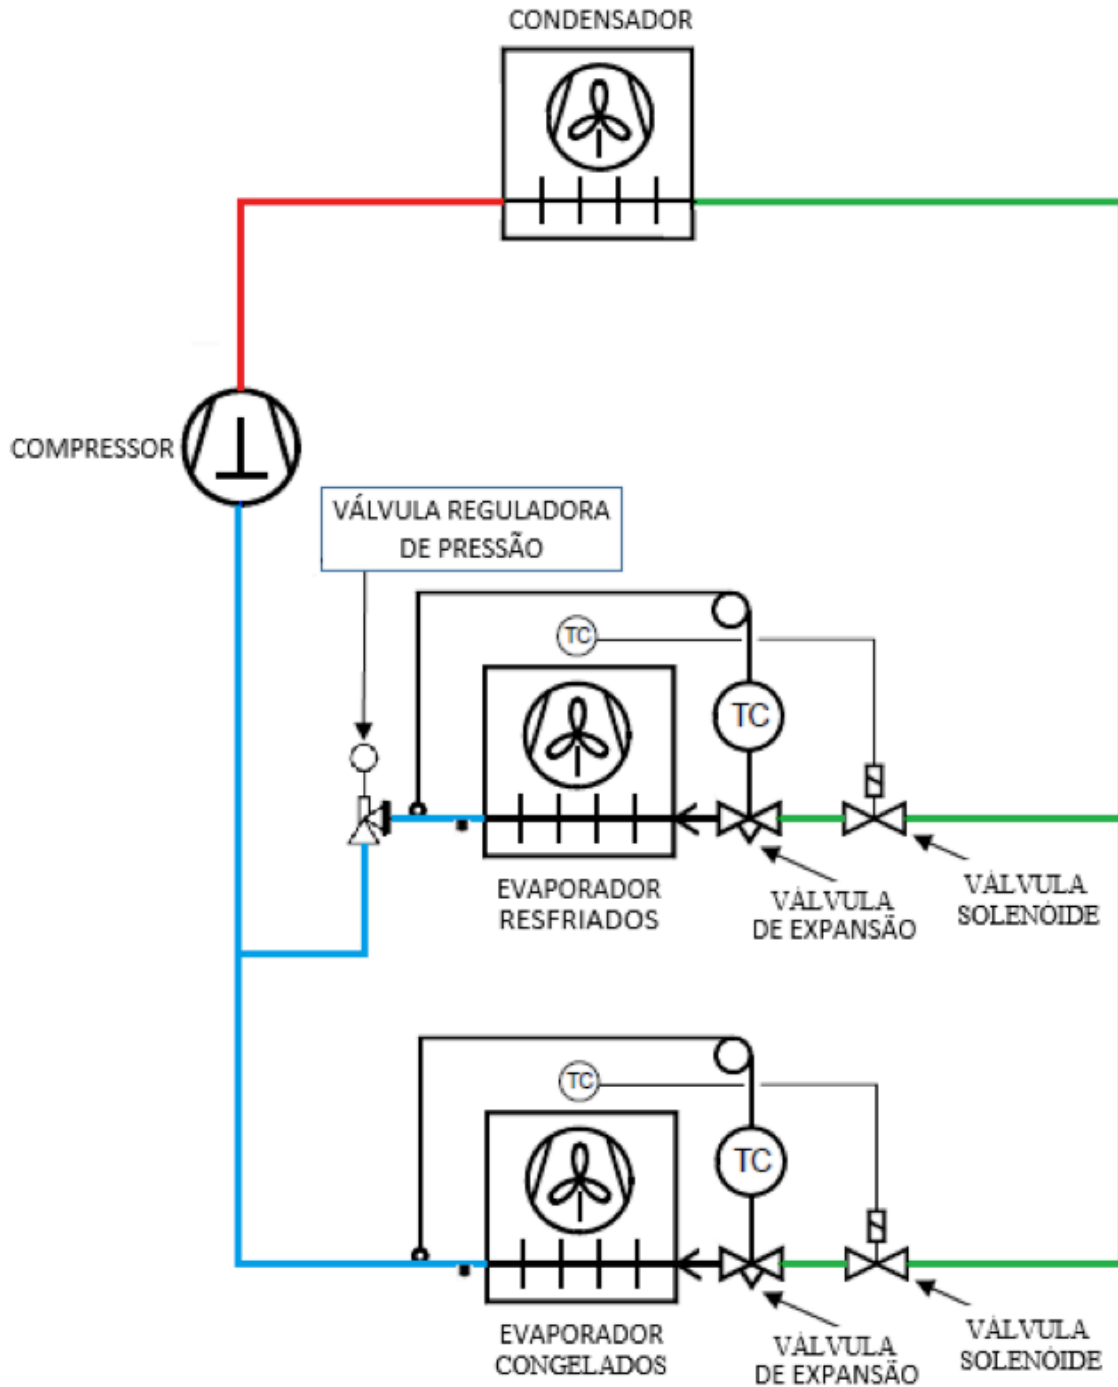 CONDENSADOR
COMPRESSOR
VÁLVULA REGULADORA
DE PRESSÃO
TC
TC
EVAPORADOR
RESFRIADOS
VÁLVULA
DE EXPANSÃO
VÁLVULA
SOLENÓIDE
TC
TC
EVAPORADOR
CONGELADOS
VÁLVULA
DE EXPANSÃO
VÁLVULA
SOLENÓIDE